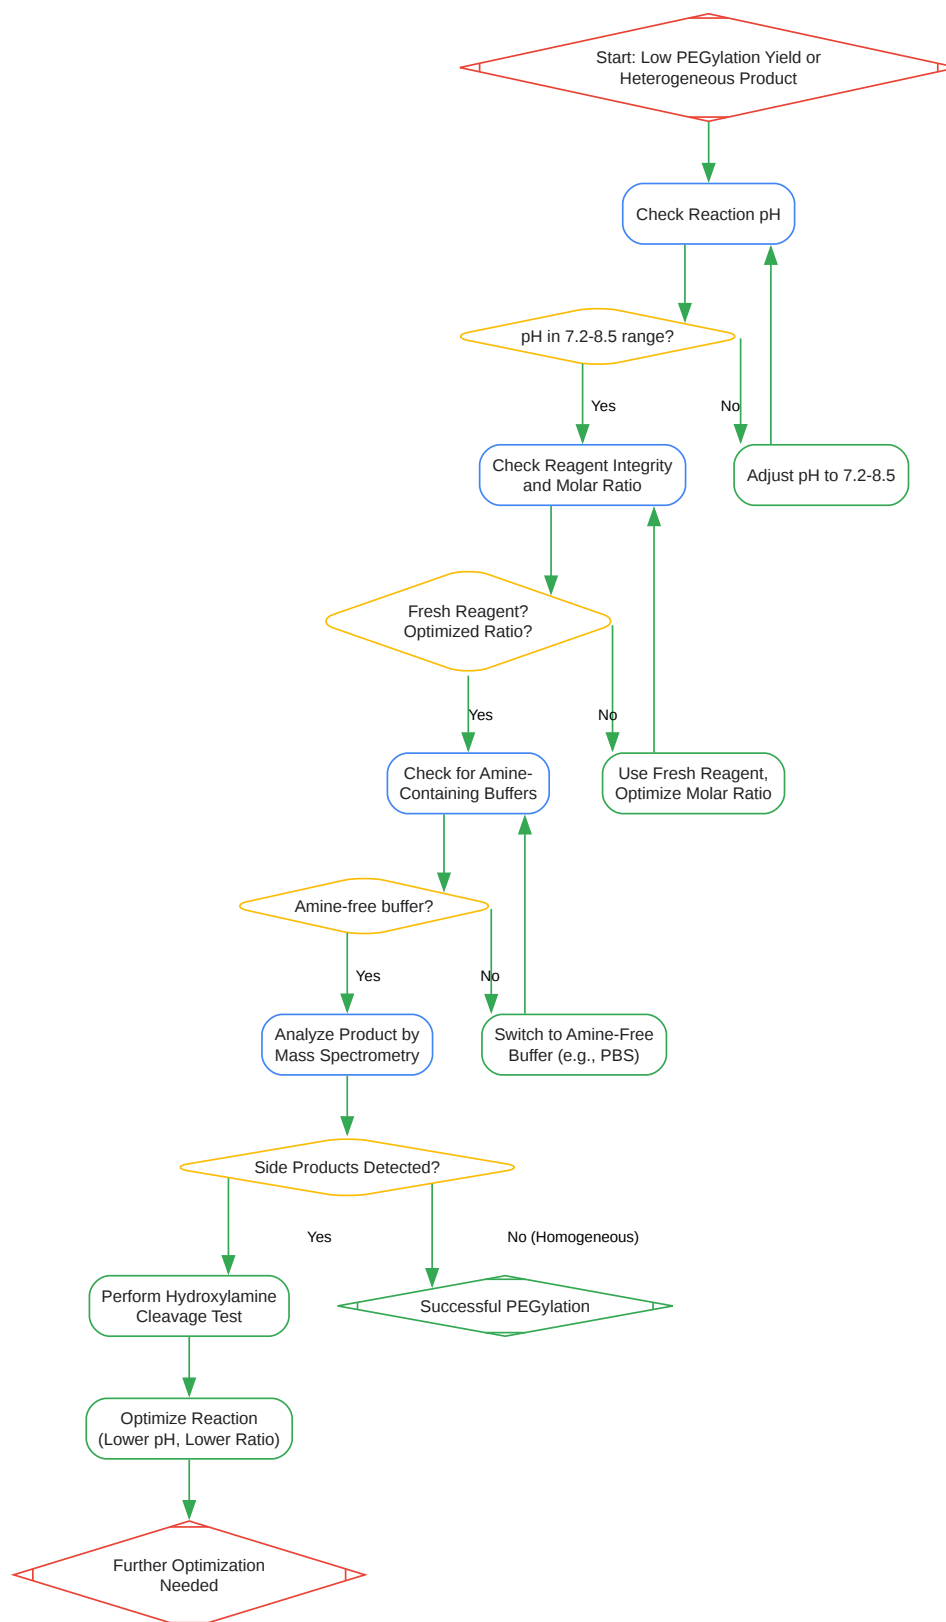 Start: Low PEGylation Yield or
Heterogeneous Product
Check Reaction pH
pH in 7.2-8.5 range?
Yes
No
Check Reagent Integrity
and Molar Ratio
Adjust pH to 7.2-8.5
Fresh Reagent?
Optimized Ratio?
Yes
No
Check for Amine-
Containing Buffers
Use Fresh Reagent,
Optimize Molar Ratio
Amine-free buffer?
Yes
No
Analyze Product by
Mass Spectrometry
Switch to Amine-Free
Buffer (e.g., PBS)
Side Products Detected?
Yes
No (Homogeneous)
Perform Hydroxylamine
Cleavage Test
Successful PEGylation
Optimize Reaction
(Lower pH, Lower Ratio)
Further Optimization
Needed